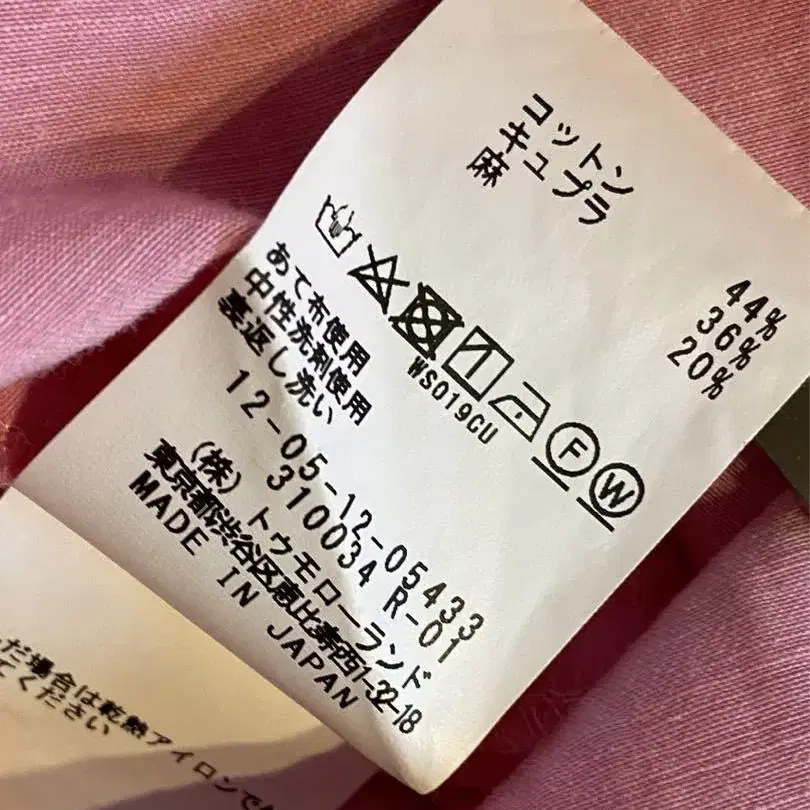 コットン 44%
キュプラ 36%
麻 20%
F W
WS019CU
あて布使用
中性洗剤使用
裏返し洗い
12-05-12-05433
310034 R-01
(株)トゥモローランド
東京都渋谷区恵比寿西1-32-18
MADE IN JAPAN
だ場合は乾熱アイロンで
てください